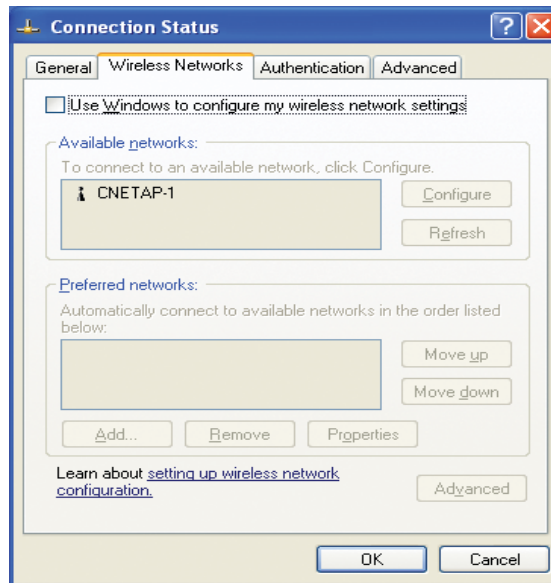 Connection Status
General Wireless Networks Authentication Advanced
Use Windows to configure my wireless network settings
Available networks:
To connect to an available network, click Configure.
CNETAP-1
Configure
Refresh
Preferred networks:
Automatically connect to available networks in the order listed
below:
Move up
Move down
Add... Remove Properties
Learn about setting up wireless network
configuration.
Advanced
OK Cancel